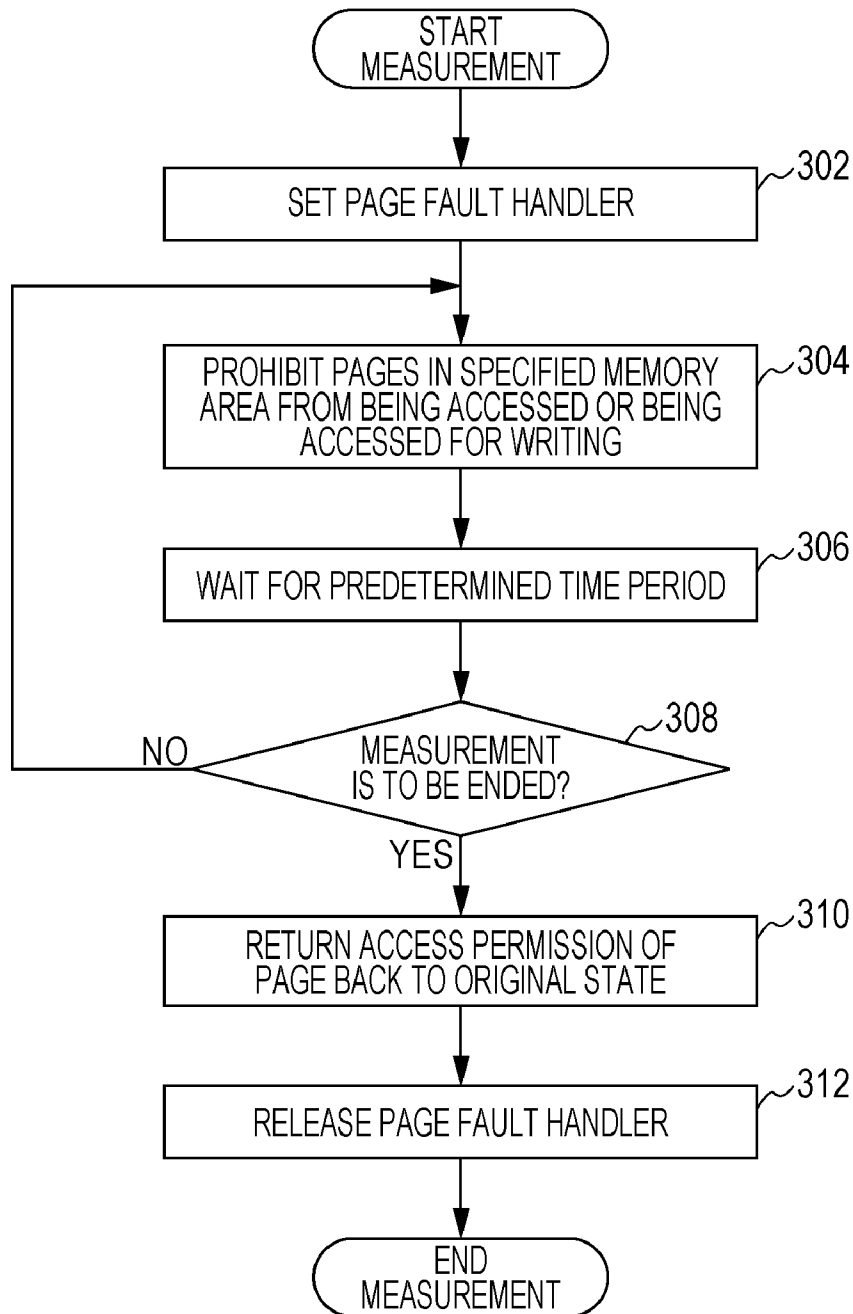 START
MEASUREMENT
302
SET PAGE FAULT HANDLER
304
PROHIBIT PAGES IN SPECIFIED MEMORY
AREA FROM BEING ACCESSED OR BEING
ACCESSED FOR WRITING
306
WAIT FOR PREDETERMINED TIME PERIOD
308
NO
MEASUREMENT
IS TO BE ENDED?
YES
310
RETURN ACCESS PERMISSION OF
PAGE BACK TO ORIGINAL STATE
312
RELEASE PAGE FAULT HANDLER
END
MEASUREMENT